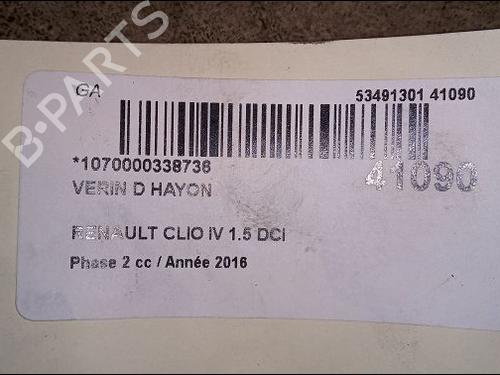 B-PARTS
GA
53491301 41090
*1070000338736
41090
VERIN D HAYON
RENAULT CLIO IV 1.5 DCI
Phase 2 cc / Année 2016